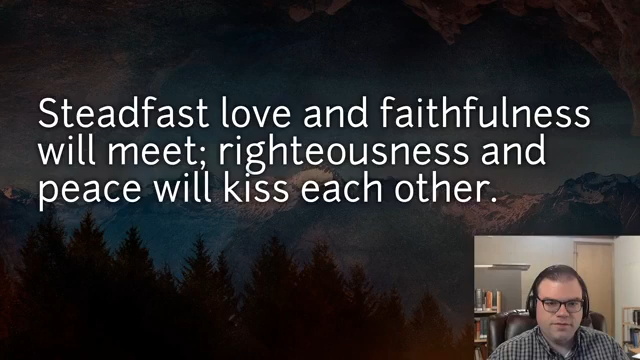 Steadfast love and faithfulness
will meet; righteousness and
peace will kiss each other.